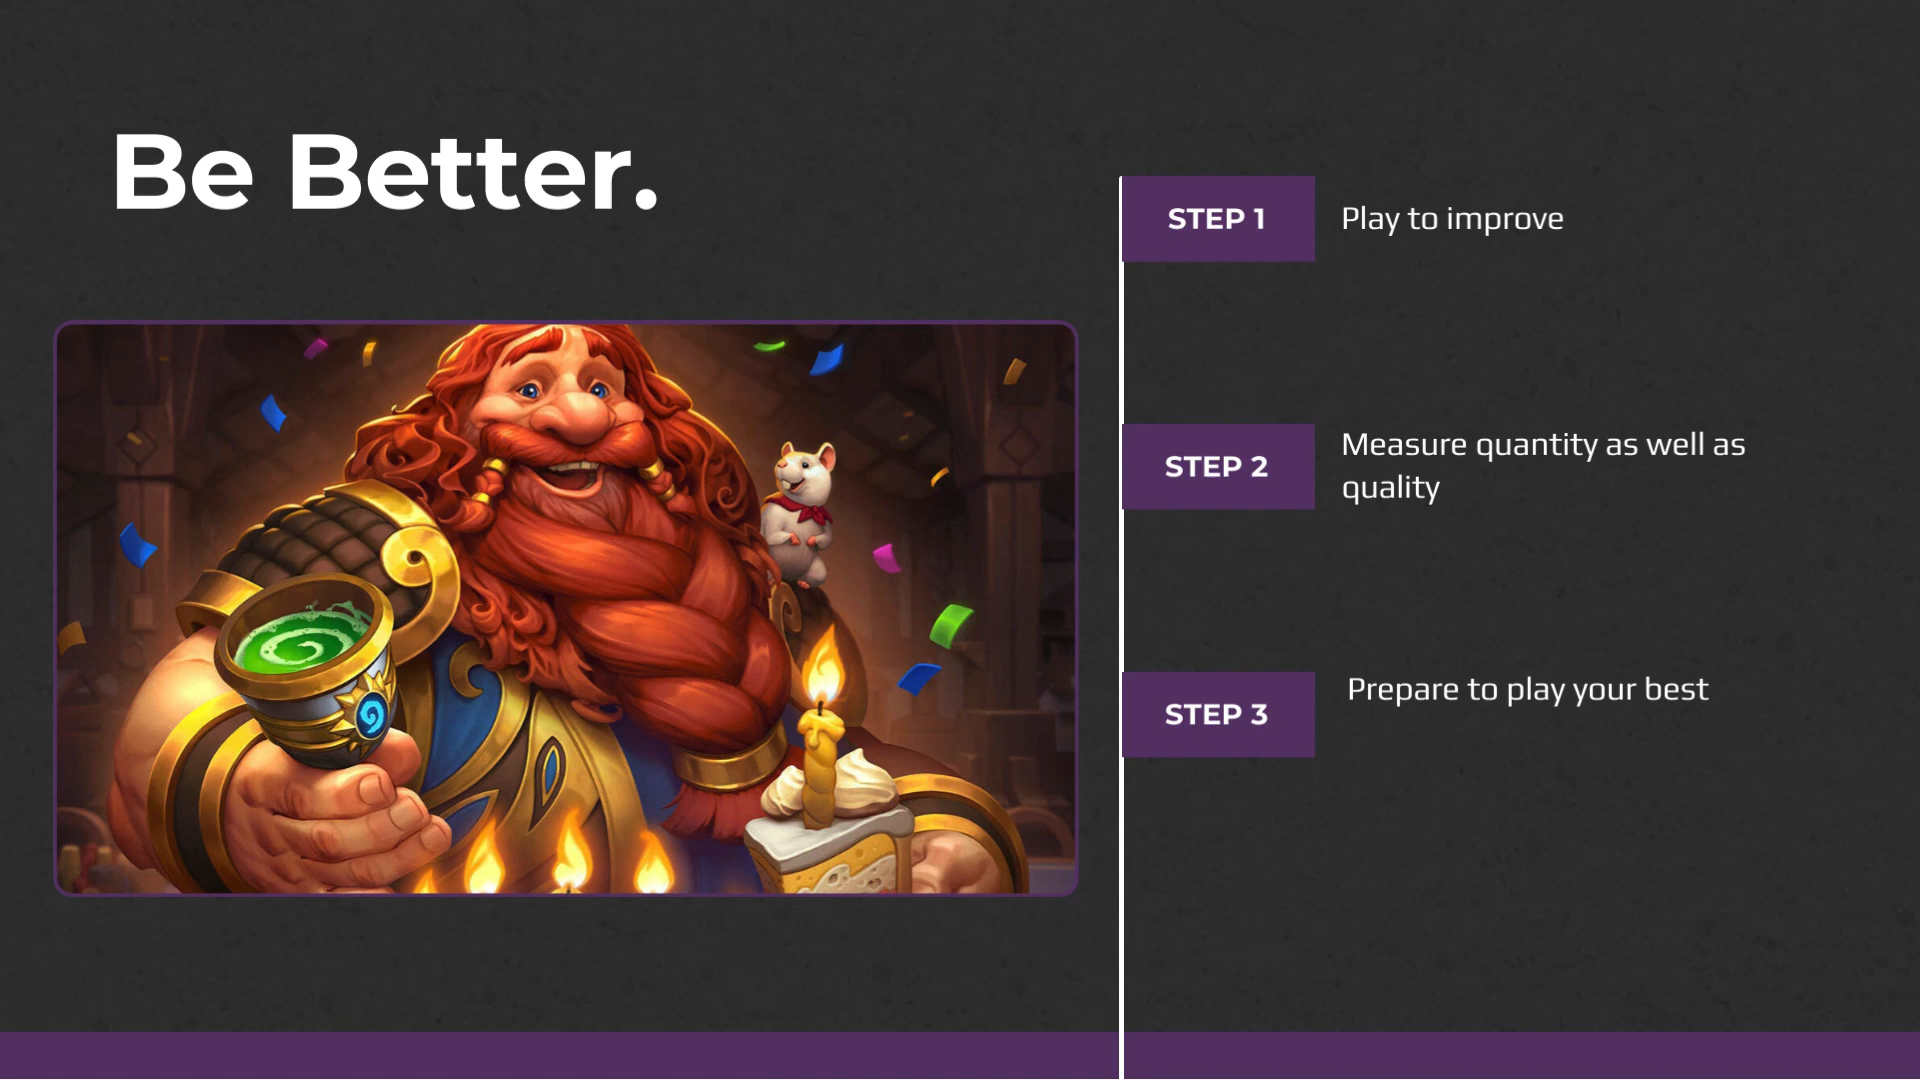 Be Better.
STEP 1
Play to improve
STEP 2
Measure quantity as well as
quality
STEP 3
Prepare to play your best